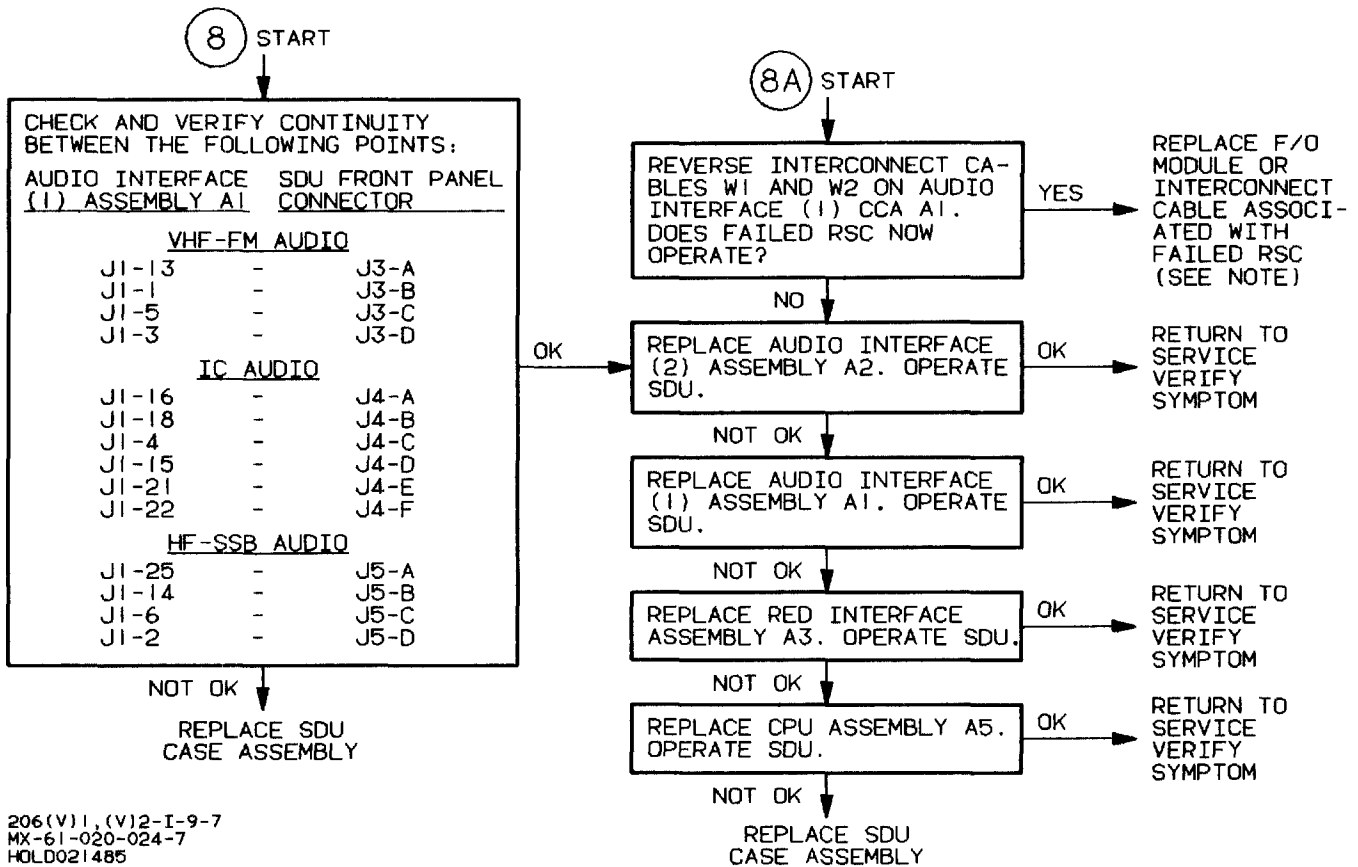 8 START
CHECK AND VERIFY CONTINUITY
BETWEEN THE FOLLOWING POINTS:
AUDIO INTERFACE SDU FRONT PANEL
(1) ASSEMBLY A1 CONNECTOR
VHF-FM AUDIO
J1-13 - J3-A
J1-1 - J3-B
J1-5 - J3-C
J1-3 - J3-D
IC AUDIO
J1-16 - J4-A
J1-18 - J4-B
J1-4 - J4-C
J1-15 - J4-D
J1-21 - J4-E
J1-22 - J4-F
HF-SSB AUDIO
J1-25 - J5-A
J1-14 - J5-B
J1-6 - J5-C
J1-2 - J5-D
NOT OK
REPLACE SDU
CASE ASSEMBLY
OK
8A START
REVERSE INTERCONNECT CA-
BLES W1 AND W2 ON AUDIO
INTERFACE (1) CCA A1.
DOES FAILED RSC NOW
OPERATE?
YES
REPLACE F/O
MODULE OR
INTERCONNECT
CABLE ASSOCI-
ATED WITH
FAILED RSC
(SEE NOTE)
NO
REPLACE AUDIO INTERFACE
(2) ASSEMBLY A2. OPERATE
SDU.
OK
RETURN TO
SERVICE
VERIFY
SYMPTOM
NOT OK
REPLACE AUDIO INTERFACE
(1) ASSEMBLY A1. OPERATE
SDU.
OK
RETURN TO
SERVICE
VERIFY
SYMPTOM
NOT OK
REPLACE RED INTERFACE
ASSEMBLY A3. OPERATE SDU.
OK
RETURN TO
SERVICE
VERIFY
SYMPTOM
NOT OK
REPLACE CPU ASSEMBLY A5.
OPERATE SDU.
OK
RETURN TO
SERVICE
VERIFY
SYMPTOM
NOT OK
REPLACE SDU
CASE ASSEMBLY
206(V)1,(V)2-I-9-7
MX-61-020-024-7
HOLD021485